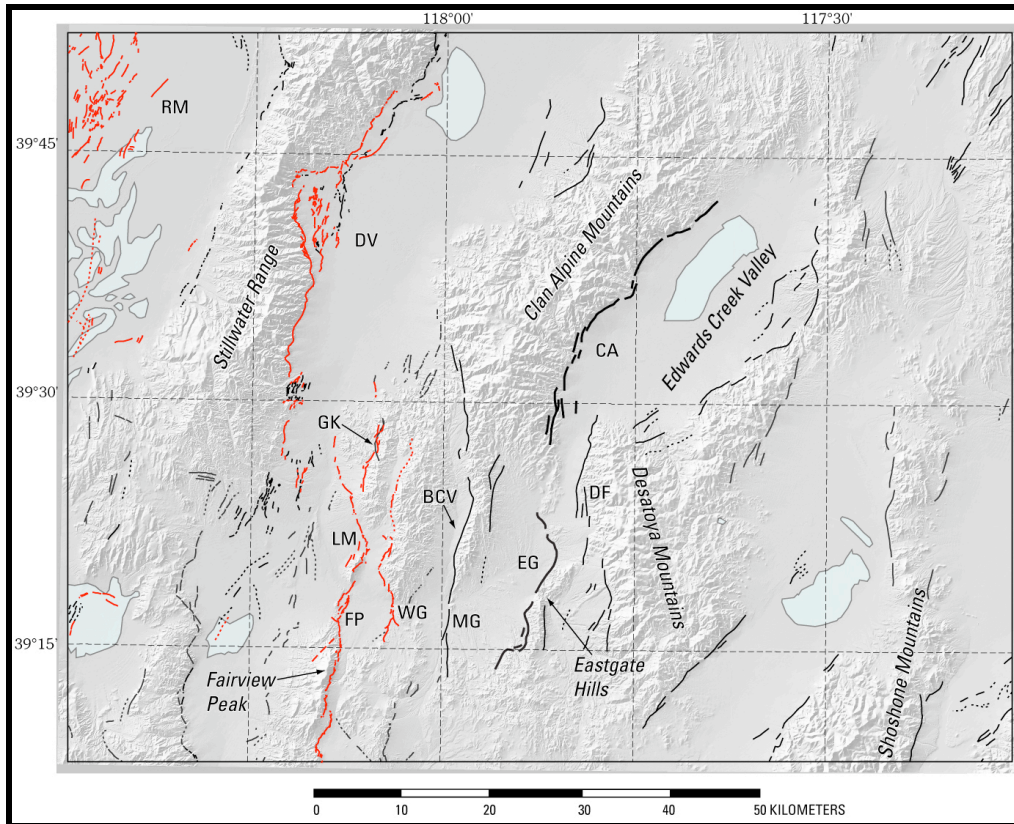 118°00'
117°30'
RM
39°45'
DV
Stillwater Range
Clan Alpine Mountains
Edwards Creek Valley
CA
39°30'
GK
BCV
DF
Desatoya Mountains
LM
EG
FP
WG
MG
39°15'
Fairview
Peak
Eastgate
Hills
Shoshone Mountains
0 10 20 30 40 50 KILOMETERS